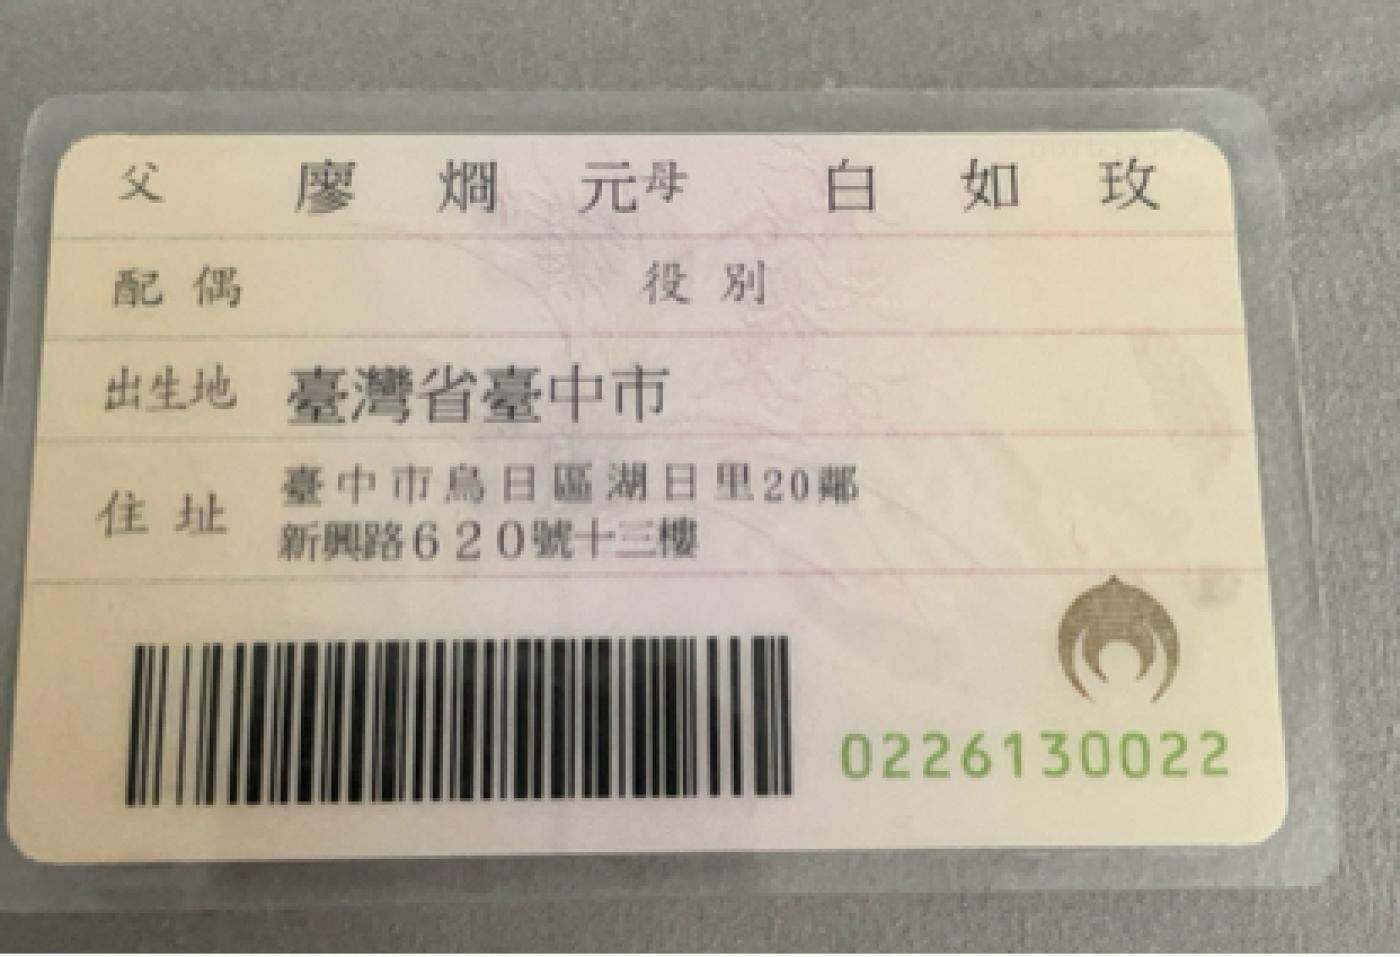 父 廖燗元 母 白如玫
配偶 役別
出生地 臺灣省臺中市
住址 臺中市烏日區湖日里20鄰
新興路620號十三樓
0226130022